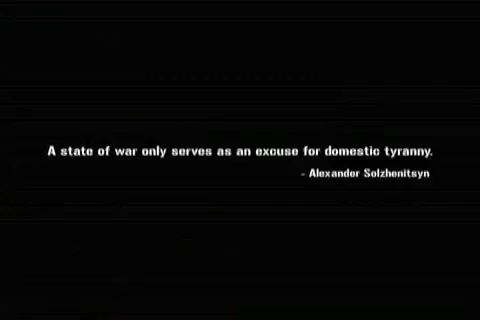 A state of war only serves as an excuse for domestic tyranny.
- Alexander Solzhenitsyn